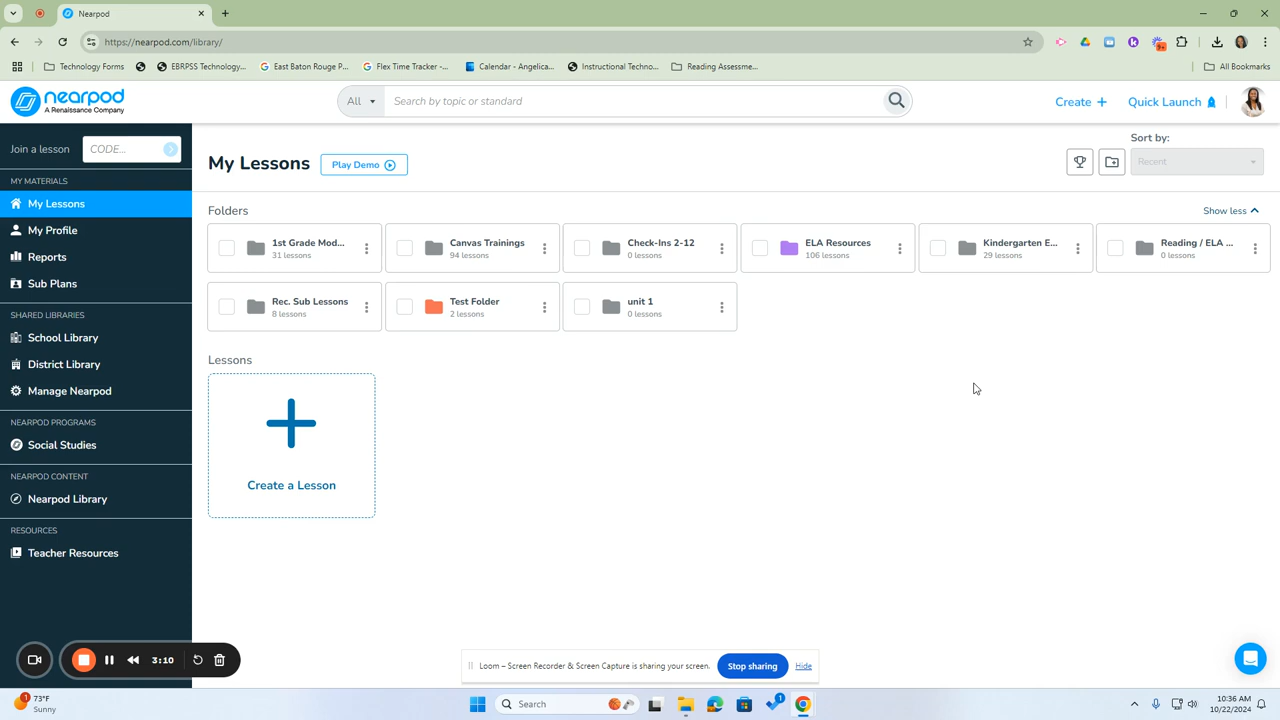 Nearpod
https://nearpod.com/library/
Technology Forms
EBRPSS Technology...
East Baton Rouge P...
Flex Time Tracker -...
Calendar - Angelica...
Instructional Techno...
Reading Assessme...
All Bookmarks
9+
nearpod
A Renaissance Company
All
Search by topic or standard
Create +
Quick Launch
Join a lesson
CODE...
MY MATERIALS
My Lessons
My Profile
Reports
Sub Plans
SHARED LIBRARIES
School Library
District Library
Manage Nearpod
NEARPOD PROGRAMS
Social Studies
NEARPOD CONTENT
Nearpod Library
RESOURCES
Teacher Resources
My Lessons
Play Demo
Sort by:
Recent
Folders
Show less
1st Grade Mod...
31 lessons
Canvas Trainings
94 lessons
Check-Ins 2-12
0 lessons
ELA Resources
106 lessons
Kindergarten E...
29 lessons
Reading / ELA ...
0 lessons
Rec. Sub Lessons
8 lessons
Test Folder
2 lessons
unit 1
0 lessons
Lessons
Create a Lesson
3:10
Loom – Screen Recorder & Screen Capture is sharing your screen.
Stop sharing
Hide
1
73°F
Sunny
Search
1
10:36 AM
10/22/2024